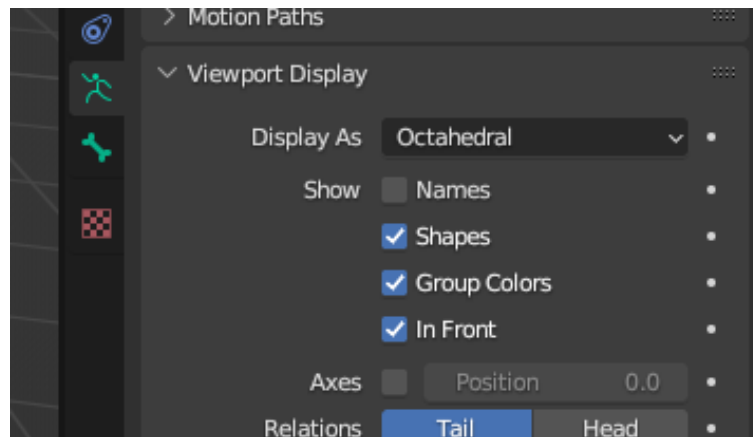 Motion Paths
Viewport Display
Display As Octahedral
Show Names
Shapes
Group Colors
In Front
Axes Position 0.0
Relations Tail Head